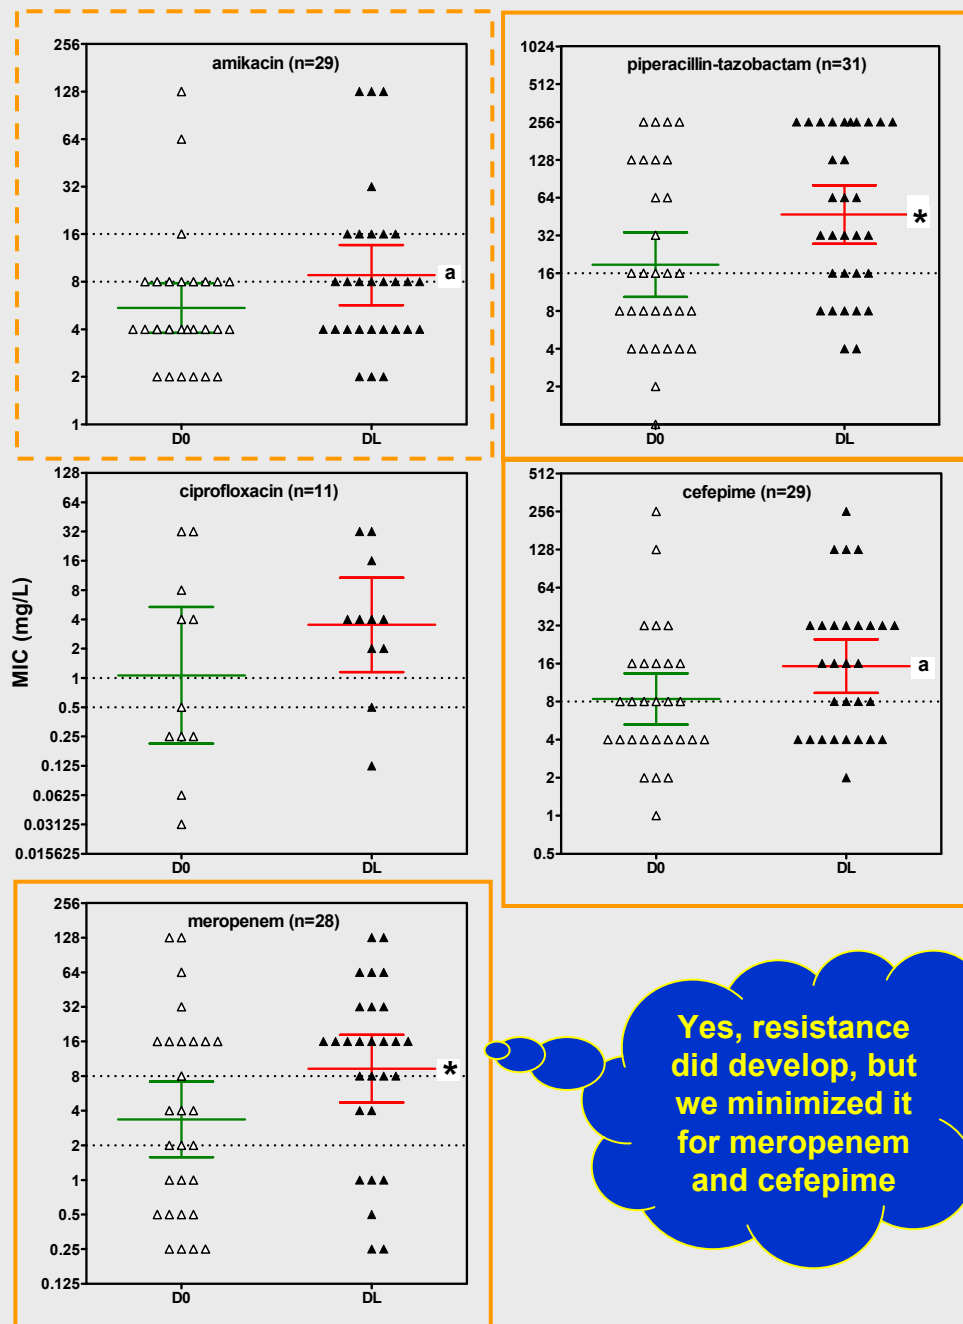 amikacin (n=29)
256
128
64
32
16
8
4
2
1
a
D0
DL
piperacillin-tazobactam (n=31)
1024
512
256
128
64
32
16
8
4
2
*
D0
DL
ciprofloxacin (n=11)
128
64
32
16
8
4
2
1
0.5
0.25
0.125
0.0625
0.03125
0.015625
MIC (mg/L)
D0
DL
cefepime (n=29)
512
256
128
64
32
16
8
4
2
1
0.5
a
D0
DL
meropenem (n=28)
256
128
64
32
16
8
4
2
1
0.5
0.25
0.125
*
D0
DL
Yes, resistance
did develop, but
we minimized it
for meropenem
and cefepime